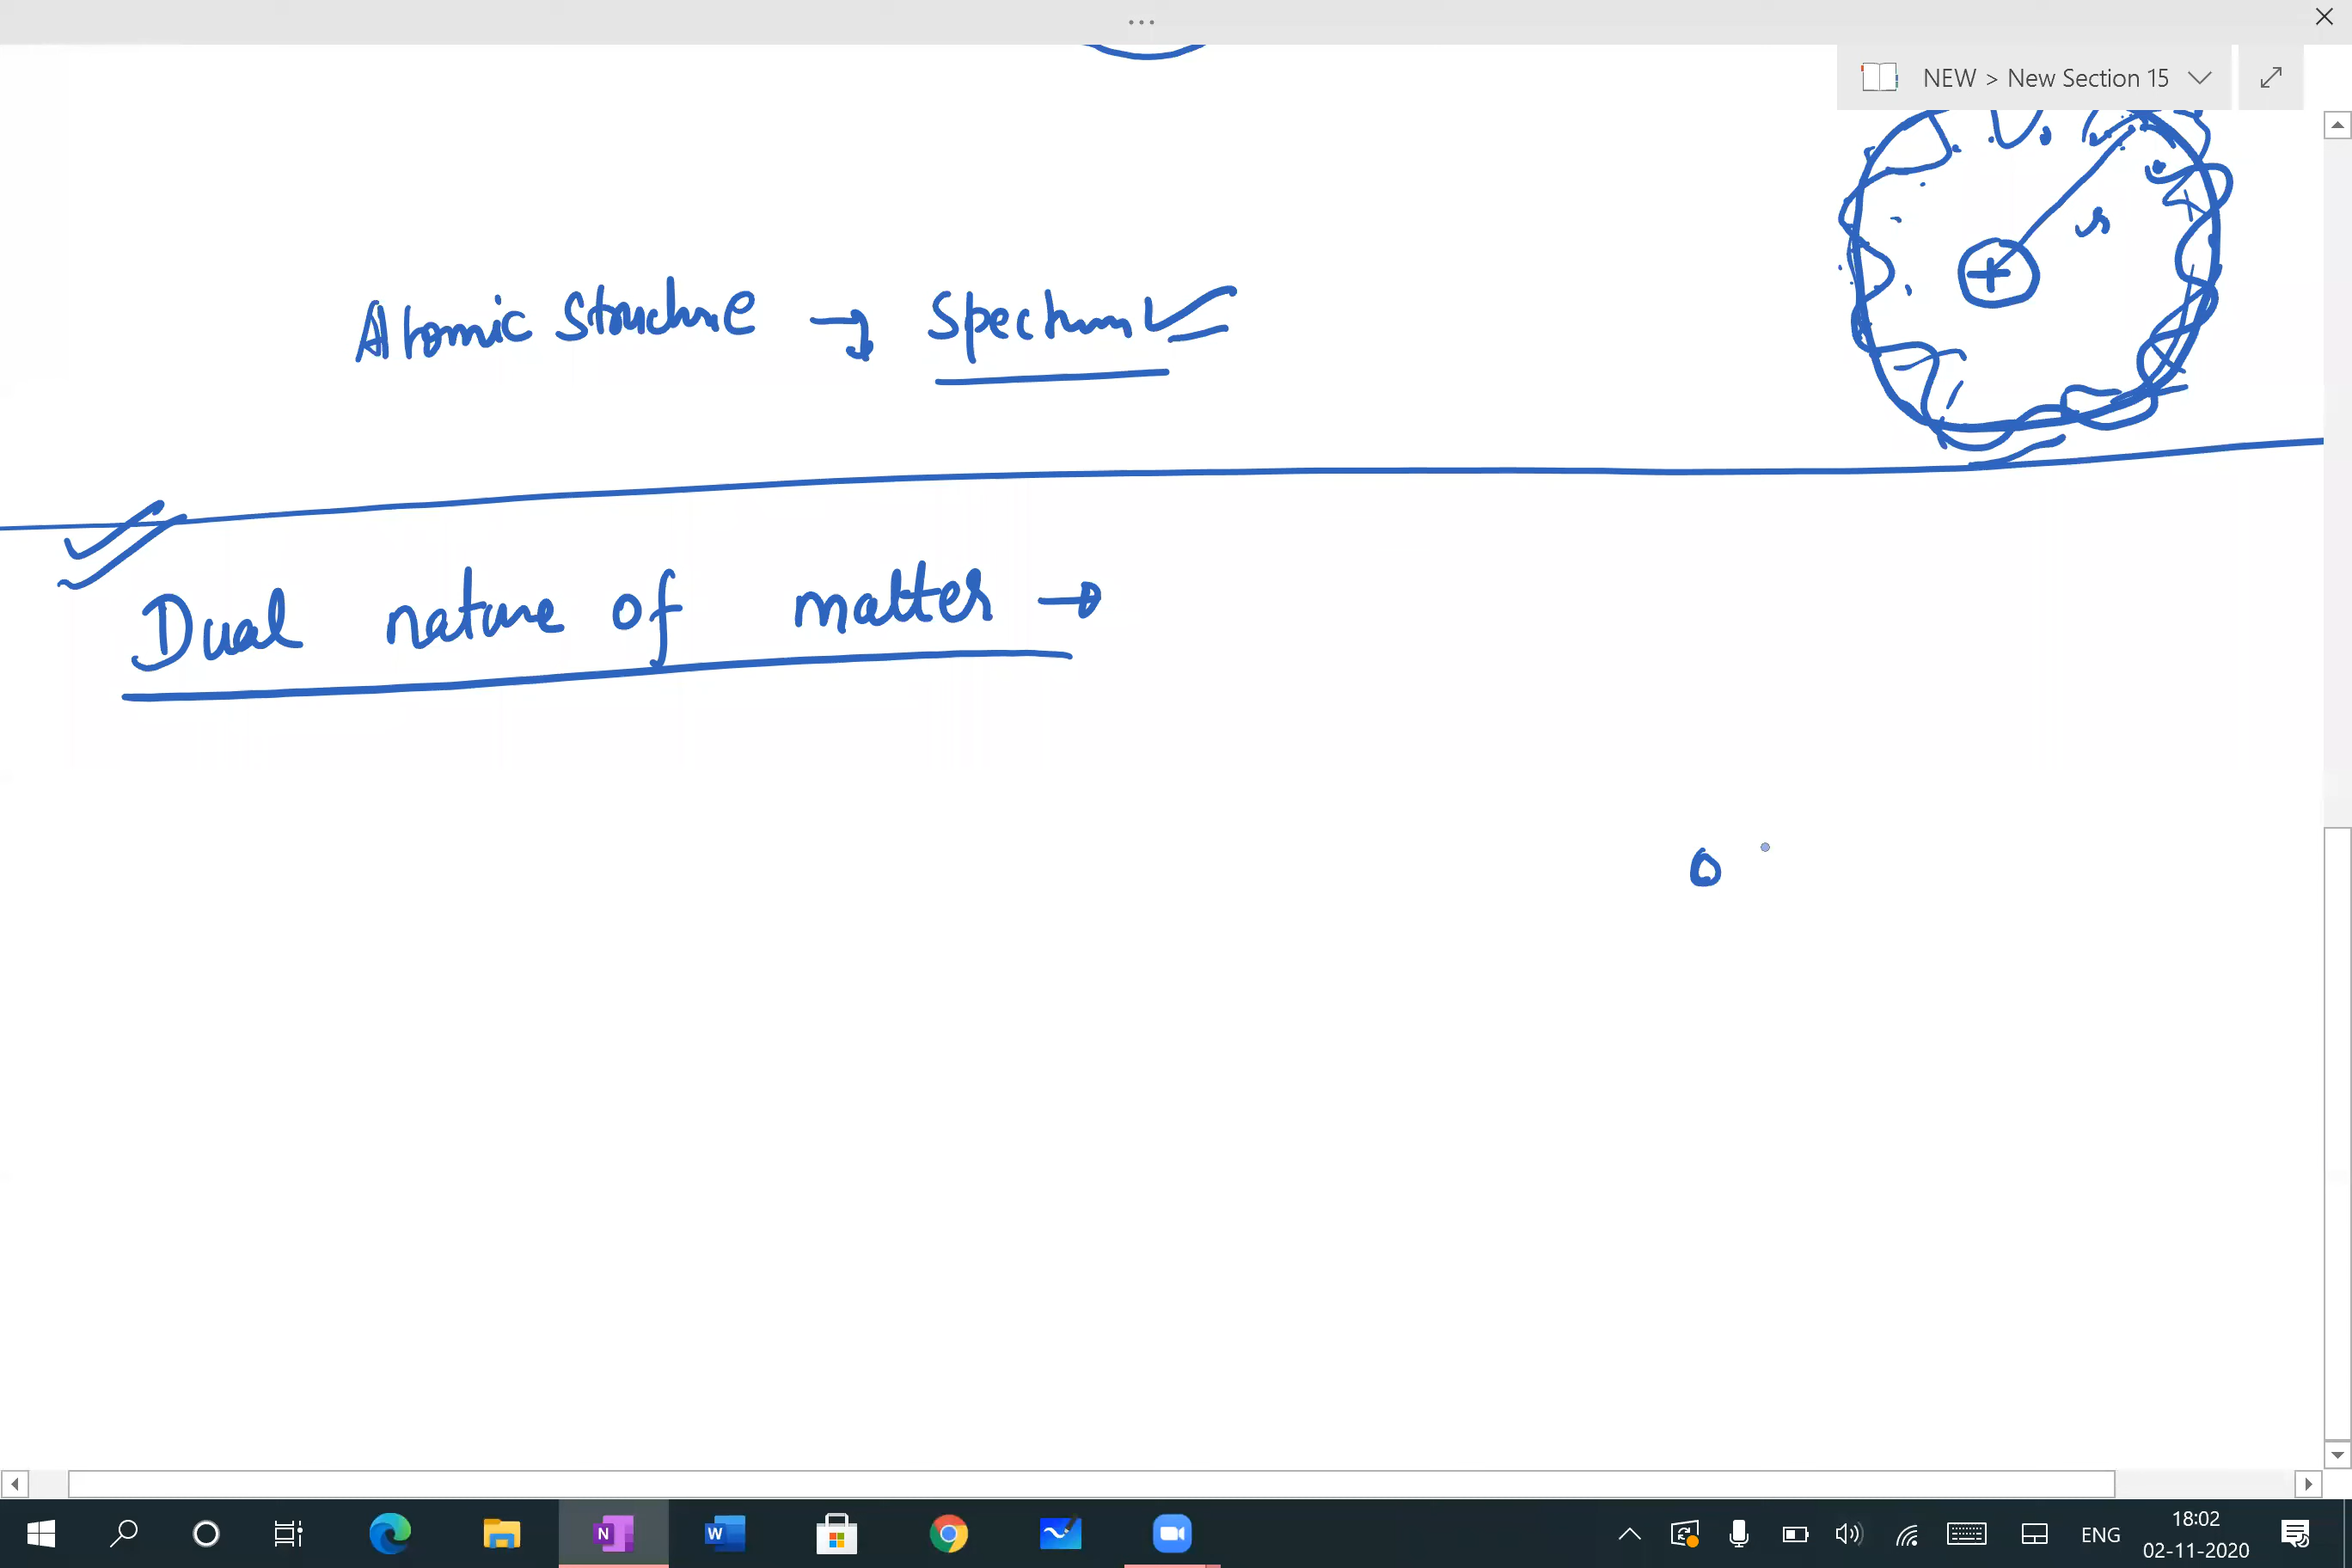 NEW > New Section 15
r
+
Atomic Structure → Spectrum
Dual nature of matter →
ENG
18:02
02-11-2020